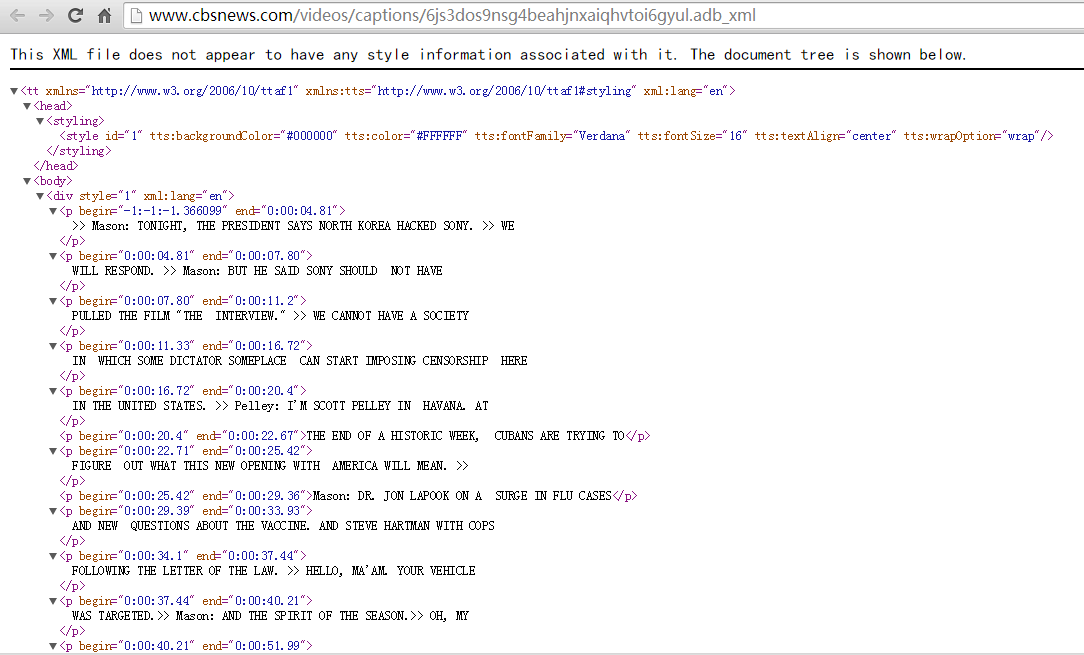 www.cbsnews.com/videos/captions/6js3dos9nsg4beahjnxaiqhvtoi6gyul.adb_xml
This XML file does not appear to have any style information associated with it. The document tree is shown below.
▼<tt xmlns="http://www.w3.org/2006/10/ttaf1" xmlns:tts="http://www.w3.org/2006/10/ttaf1#styling" xml:lang="en">
▼<head>
▼<styling>
<style id="1" tts:backgroundColor="#000000" tts:color="#FFFFFF" tts:fontFamily="Verdana" tts:fontSize="16" tts:textAlign="center" tts:wrapOption="wrap"/>
</styling>
</head>
▼<body>
▼<div style="1" xml:lang="en">
▼<p begin="-1:-1:-1.366099" end="0:00:04.81">
>> Mason: TONIGHT, THE PRESIDENT SAYS NORTH KOREA HACKED SONY. >> WE
</p>
▼<p begin="0:00:04.81" end="0:00:07.80">
WILL RESPOND. >> Mason: BUT HE SAID SONY SHOULD  NOT HAVE
</p>
▼<p begin="0:00:07.80" end="0:00:11.2">
PULLED THE FILM "THE  INTERVIEW." >> WE CANNOT HAVE A SOCIETY
</p>
▼<p begin="0:00:11.33" end="0:00:16.72">
IN  WHICH SOME DICTATOR SOMEPLACE  CAN START IMPOSING CENSORSHIP  HERE
</p>
▼<p begin="0:00:16.72" end="0:00:20.4">
IN THE UNITED STATES. >> Pelley: I'M SCOTT PELLEY IN  HAVANA. AT
</p>
<p begin="0:00:20.4" end="0:00:22.67">THE END OF A HISTORIC WEEK,  CUBANS ARE TRYING TO</p>
▼<p begin="0:00:22.71" end="0:00:25.42">
FIGURE  OUT WHAT THIS NEW OPENING WITH  AMERICA WILL MEAN. >>
</p>
<p begin="0:00:25.42" end="0:00:29.36">Mason: DR. JON LAPOOK ON A  SURGE IN FLU CASES</p>
▼<p begin="0:00:29.39" end="0:00:33.93">
AND NEW  QUESTIONS ABOUT THE VACCINE. AND STEVE HARTMAN WITH COPS
</p>
▼<p begin="0:00:34.1" end="0:00:37.44">
FOLLOWING THE LETTER OF THE LAW. >> HELLO, MA'AM. YOUR VEHICLE
</p>
▼<p begin="0:00:37.44" end="0:00:40.21">
WAS TARGETED.>> Mason: AND THE SPIRIT OF THE SEASON.>> OH, MY
</p>
▼<p begin="0:00:40.21" end="0:00:51.99">